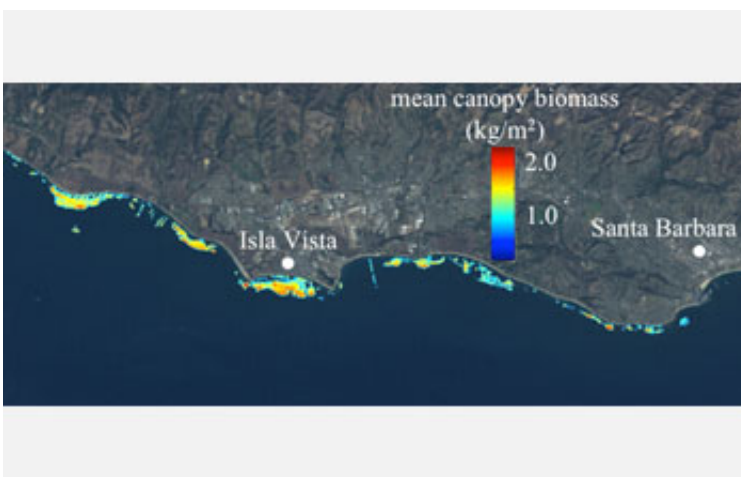 mean canopy biomass
(kg/m²)
2.0
1.0
Isla Vista
Santa Barbara